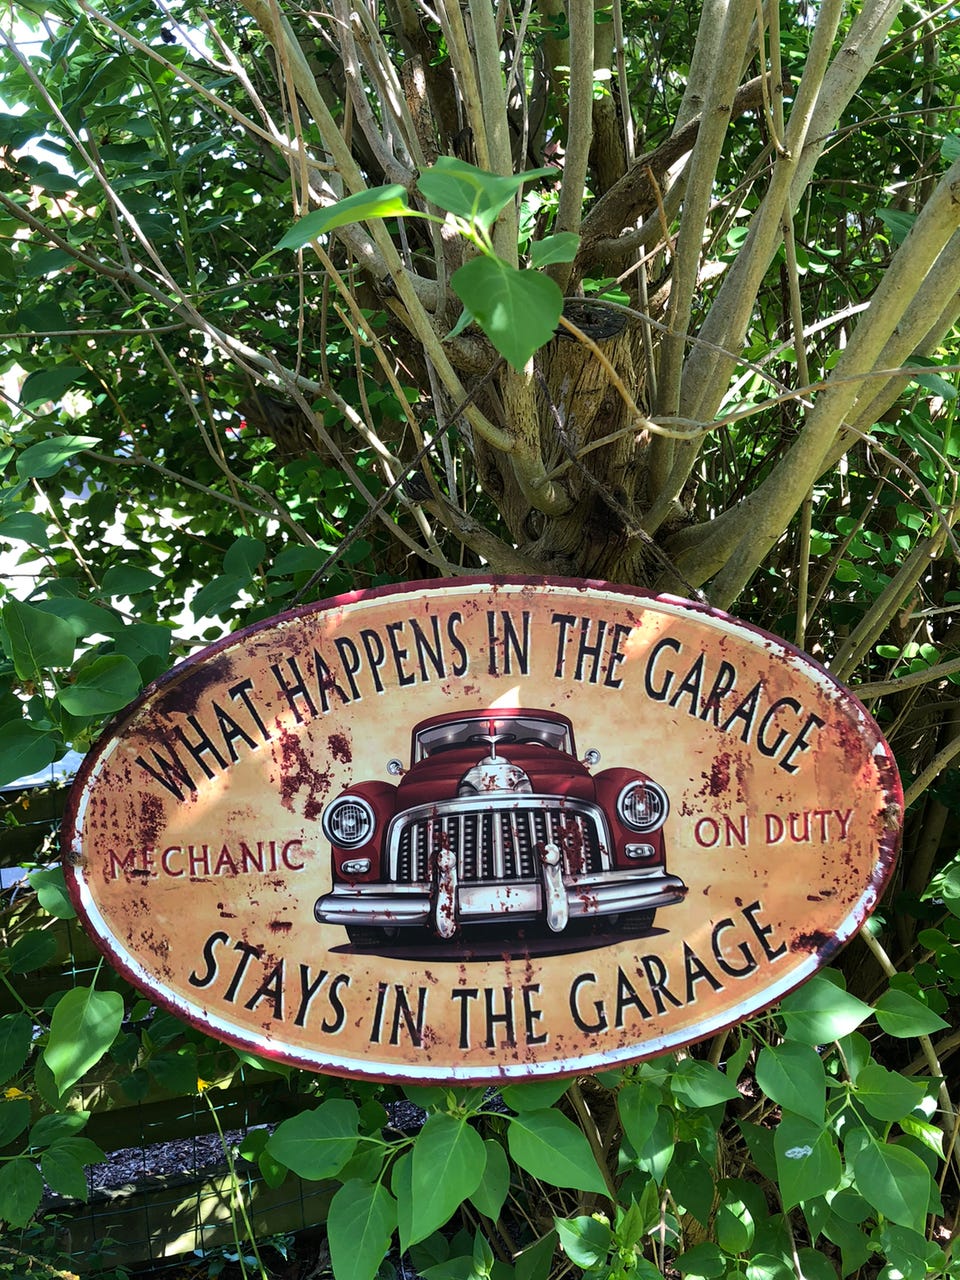 WHAT HAPPENS IN THE GARAGE
MECHANIC ON DUTY
STAYS IN THE GARAGE